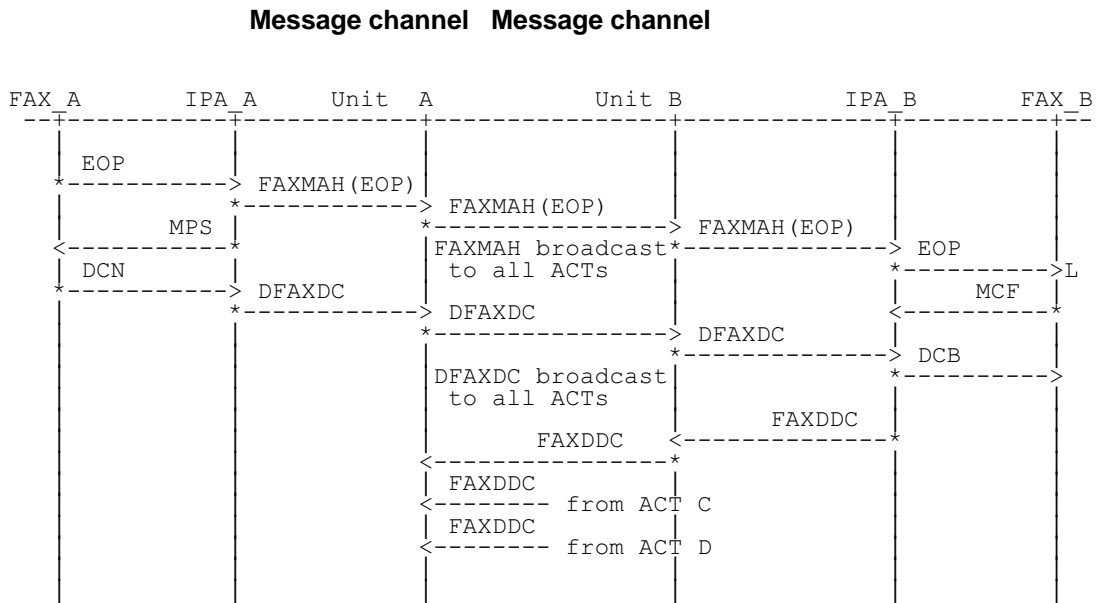 Message channel Message channel
FAX_A IPA_A Unit A Unit B IPA_B FAX_B
EOP
FAXMAH(EOP)
FAXMAH(EOP)
MPS FAXMAH(EOP)
FAXMAH broadcast EOP
DCN to all ACTs L
DFAXDC MCF
DFAXDC
DFAXDC
DCB
DFAXDC broadcast
to all ACTs
FAXDDC
FAXDDC
FAXDDC
from ACT C
FAXDDC
from ACT D